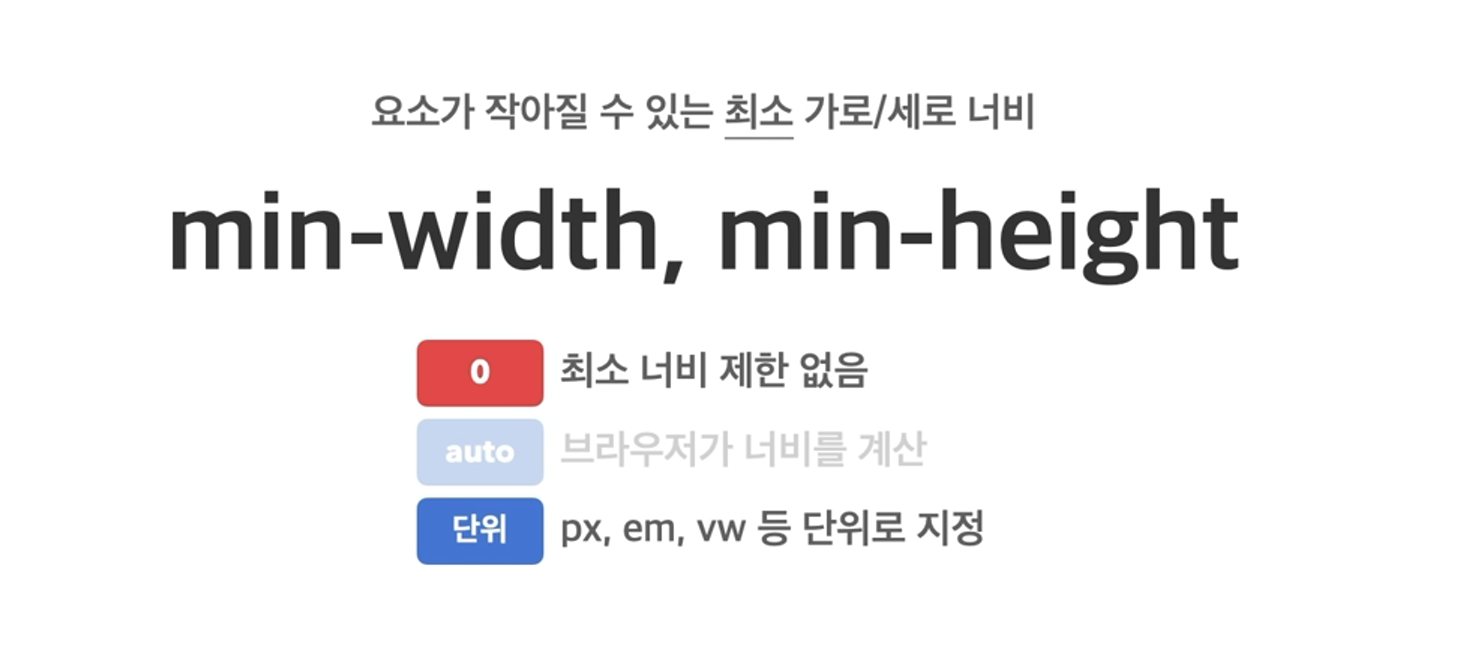 요소가 작아질 수 있는 최소 가로/세로 너비
min-width, min-height
0 최소 너비 제한 없음
auto 브라우저가 너비를 계산
단위 px, em, vw 등 단위로 지정